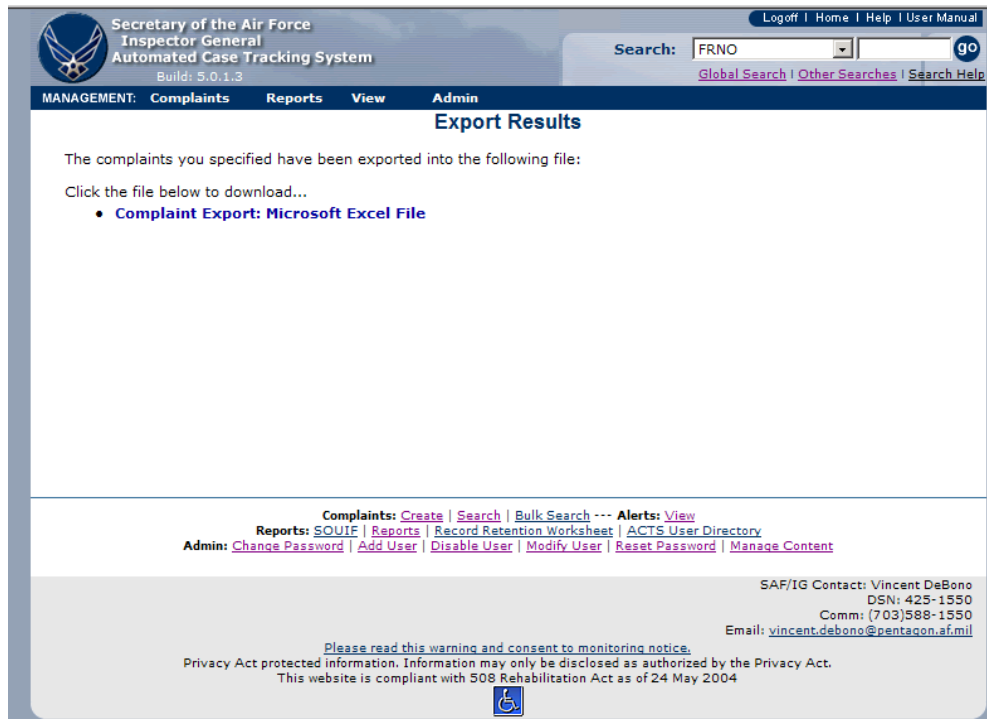 Logoff | Home | Help | User Manual
Secretary of the Air Force
Inspector General
Automated Case Tracking System
Build: 5.0.1.3
Search: FRNO go
Global Search | Other Searches | Search Help
MANAGEMENT: Complaints Reports View Admin
Export Results
The complaints you specified have been exported into the following file:
Click the file below to download...
• Complaint Export: Microsoft Excel File
Complaints: Create | Search | Bulk Search --- Alerts: View
Reports: SOUIF | Reports | Record Retention Worksheet | ACTS User Directory
Admin: Change Password | Add User | Disable User | Modify User | Reset Password | Manage Content
SAF/IG Contact: Vincent DeBono
DSN: 425-1550
Comm: (703)588-1550
Email: vincent.debono@pentagon.af.mil
Please read this warning and consent to monitoring notice.
Privacy Act protected information. Information may only be disclosed as authorized by the Privacy Act.
This website is compliant with 508 Rehabilitation Act as of 24 May 2004